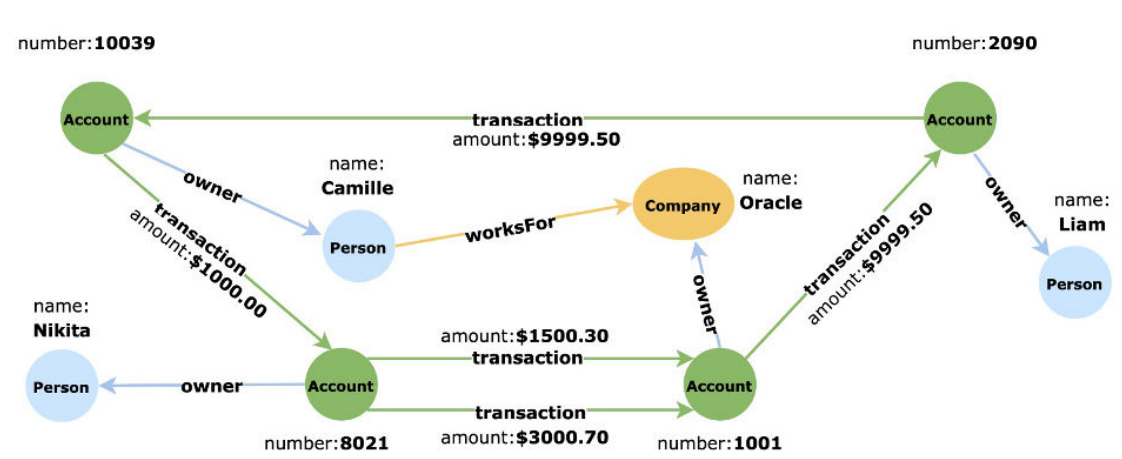 number:10039
number:2090
Account
Account
transaction
amount:$9999.50
name:
Camille
name:
Oracle
owner
Company
owner
name:
Liam
Person
worksFor
transaction
amount:$1000.00
transaction
amount:$9999.50
Person
name:
Nikita
owner
amount:$1500.30
transaction
Person
owner
Account
Account
transaction
amount:$3000.70
number:8021
number:1001